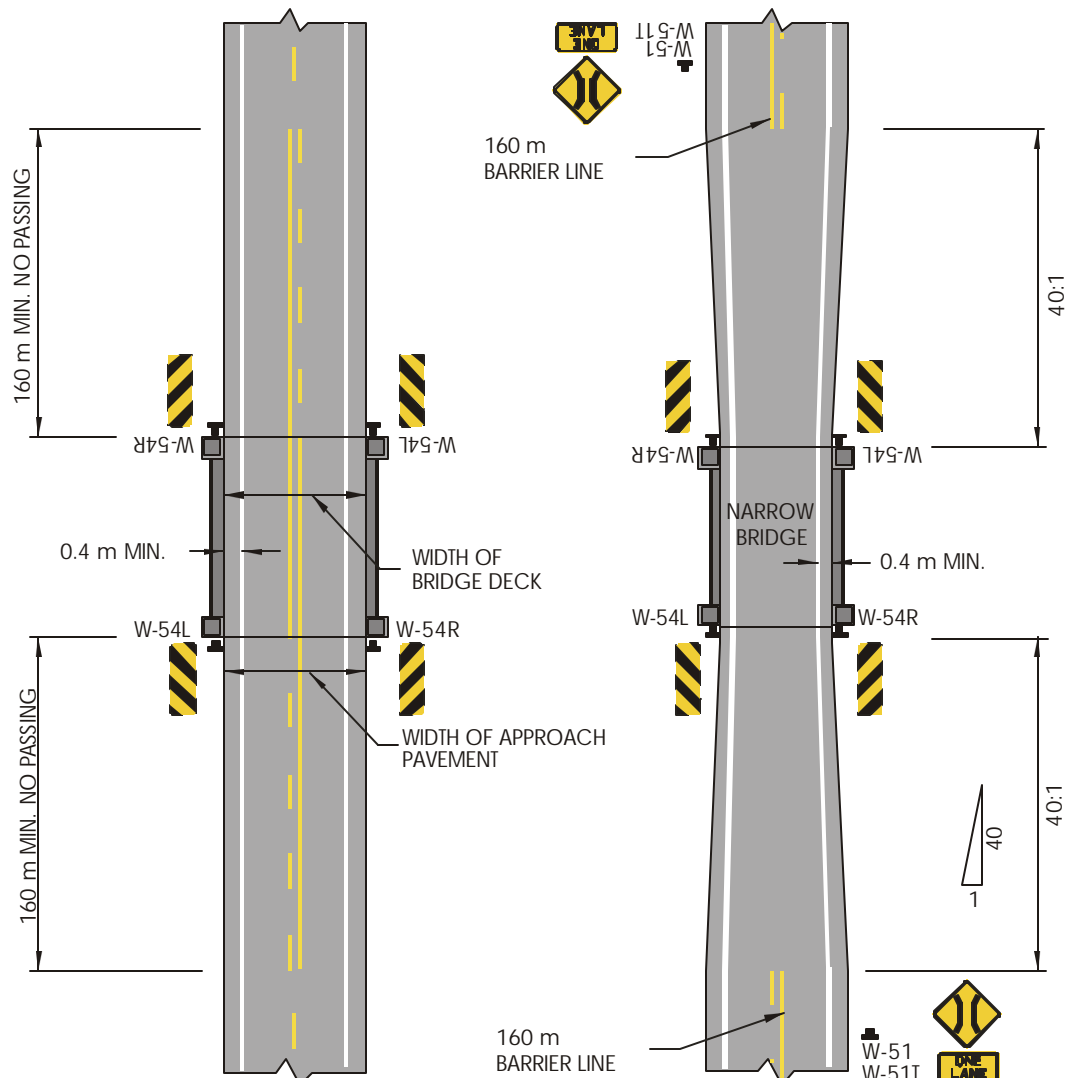 ONE
LANE
W-51T
W-51
160 m
BARRIER LINE
160 m MIN. NO PASSING
40:1
W-54R
W-54L
W-54R
W-54L
0.4 m MIN.
WIDTH OF
BRIDGE DECK
NARROW
BRIDGE
0.4 m MIN.
W-54L
W-54R
W-54L
W-54R
WIDTH OF APPROACH
PAVEMENT
160 m MIN. NO PASSING
40:1
40
1
160 m
BARRIER LINE
W-51
W-51T
ONE
LANE